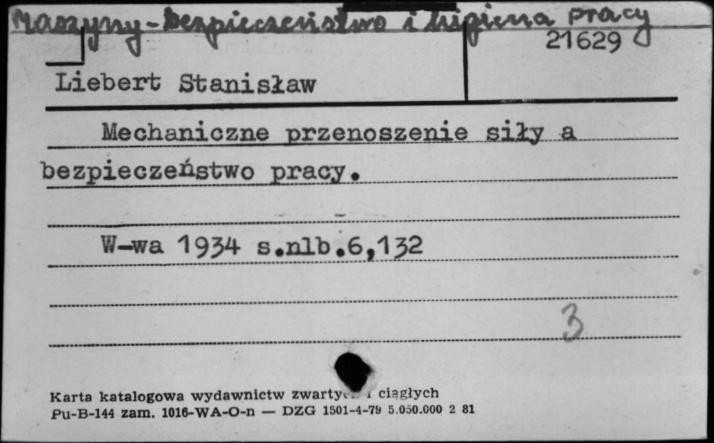 Maszyny - bezpieczeństwo i higiena pracy
21629
Liebert Stanisław
Mechaniczne przenoszenie siły a
bezpieczeństwo pracy.
W-wa 1934 s.nlb.6,132
3
Karta katalogowa wydawnictw zwartych i ciągłych
Pu-B-144 zam. 1016-WA-O-n — DZG 1501-4-79 5.050.000 2 81